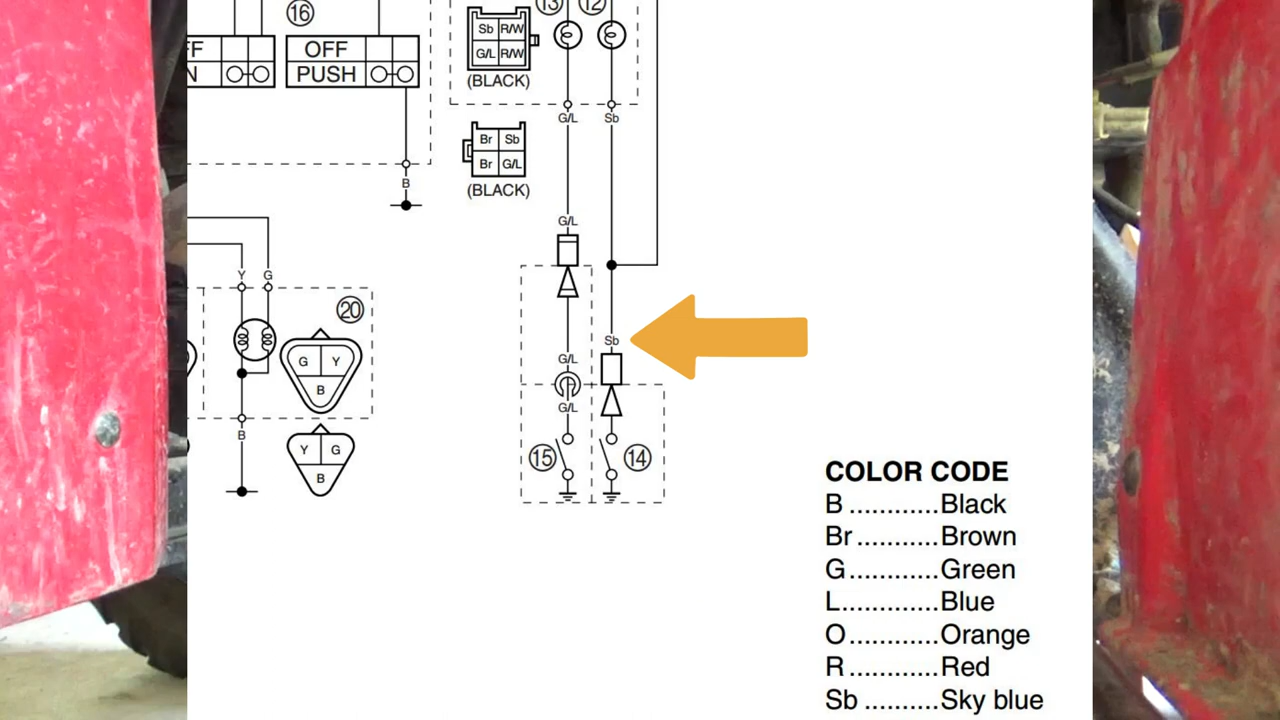 16
13
12
FF
OFF
N
PUSH
Sb R/W
G/L R/W
(BLACK)
G/L
Sb
Br Sb
Br G/L
(BLACK)
B
G/L
Y
G
20
G Y
B
Sb
G/L
G/L
B
Y G
B
15
14
COLOR CODE
B ...........Black
Br ..........Brown
G............Green
L............Blue
O ...........Orange
R ...........Red
Sb .........Sky blue